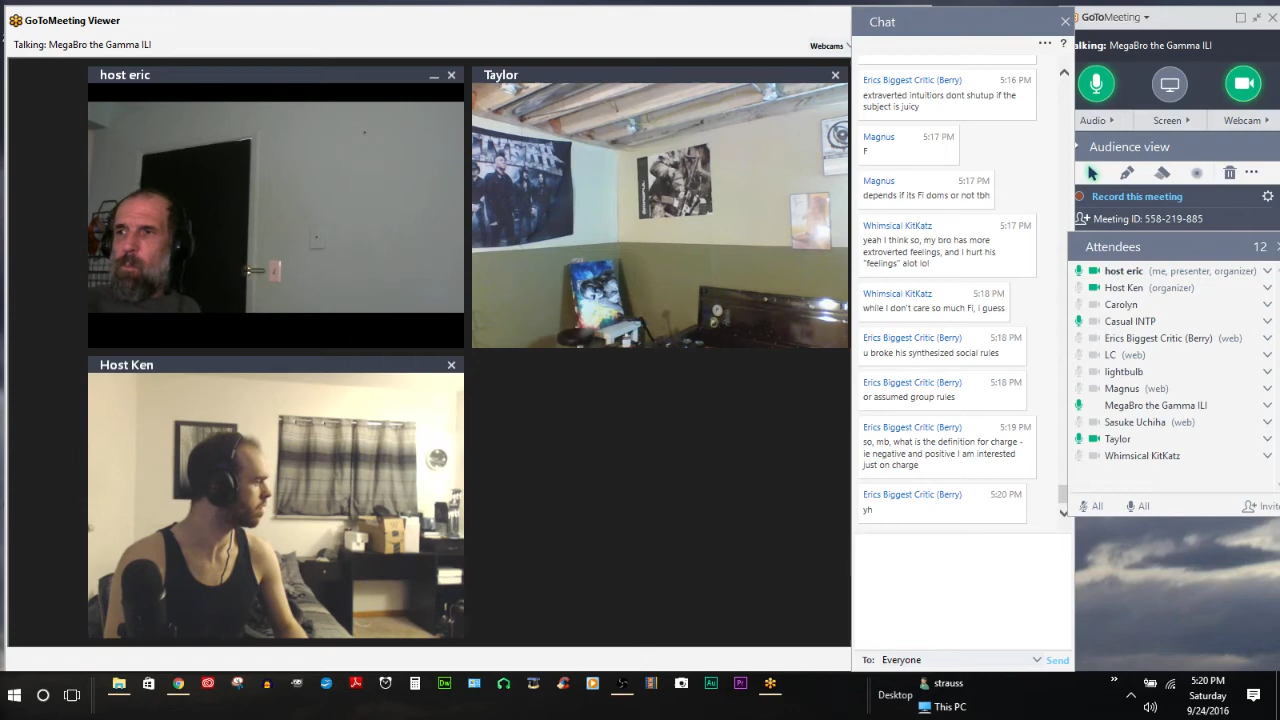 GoToMeeting Viewer
Talking: MegaBro the Gamma ILI
Webcams
host eric
Taylor
Host Ken
Chat
?
Erics Biggest Critic (Berry) 5:16 PM
extraverted intuitiors dont shutup if the
subject is juicy
Magnus 5:17 PM
F
Magnus 5:17 PM
depends if its Fi doms or not tbh
Whimsical KitKatz 5:17 PM
yeah I think so, my bro has more
extroverted feelings, and I hurt his
"feelings" alot lol
Whimsical KitKatz 5:18 PM
while I don't care so much Fi, i guess
Erics Biggest Critic (Berry) 5:18 PM
u broke his synthesized social rules
Erics Biggest Critic (Berry) 5:18 PM
or assumed group rules
Erics Biggest Critic (Berry) 5:19 PM
so, mb, what is the definition for charge -
ie negative and positive I am interested
just on charge
Erics Biggest Critic (Berry) 5:20 PM
yh
To: Everyone
Send
GoToMeeting
alking: MegaBro the Gamma ILI
Audio
Screen
Webcam
Audience view
Record this meeting
Meeting ID: 558-219-885
Attendees 12
host eric (me, presenter, organizer)
Host Ken (organizer)
Carolyn
Casual INTP
Erics Biggest Critic (Berry) (web)
LC (web)
lightbulb
Magnus (web)
MegaBro the Gamma ILI
Sasuke Uchiha (web)
Taylor
Whimsical KitKatz
All
All
Invite
Dw
Ae
Au
Pr
Desktop
strauss
This PC
5:20 PM
Saturday
9/24/2016